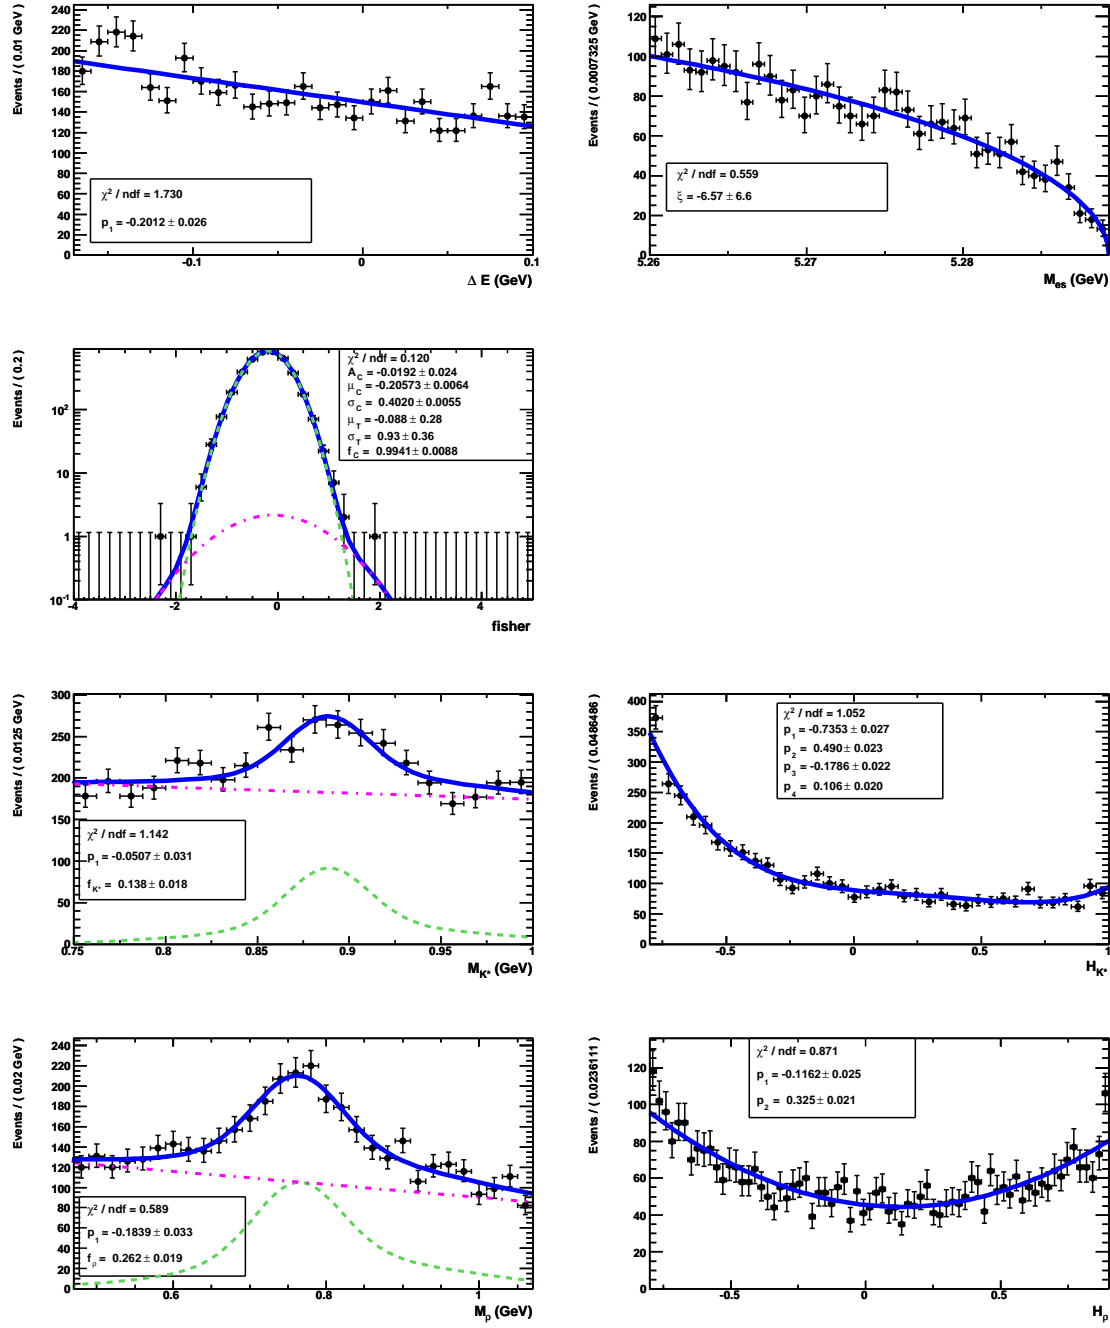 Events / ( 0.01 GeV )
240
220
200
180
160
140
120
100
80
60
40
20
0
χ² / ndf = 1.730
p₁ = -0.2012 ± 0.026
-0.1
0
0.1
Δ E (GeV)
Events / ( 0.0007325 GeV )
120
100
80
60
40
20
0
χ² / ndf = 0.559
ξ = -6.57 ± 6.6
5.26
5.27
5.28
M_es (GeV)
Events / ( 0.2 )
10²
10
1
10⁻¹
χ² / ndf = 0.120
A_C = -0.0192 ± 0.024
μ_C = -0.20573 ± 0.0064
σ_C = 0.4020 ± 0.0055
μ_T = -0.088 ± 0.28
σ_T = 0.93 ± 0.36
f_C = 0.9941 ± 0.0088
-4
-2
0
2
4
fisher
Events / ( 0.0125 GeV )
300
250
200
150
100
50
0
χ² / ndf = 1.142
p₁ = -0.0507 ± 0.031
f_K* = 0.138 ± 0.018
0.75
0.8
0.85
0.9
0.95
1
M_K* (GeV)
Events / ( 0.0486486 )
400
350
300
250
200
150
100
50
0
χ² / ndf = 1.052
p₁ = -0.7353 ± 0.027
p₂ = 0.490 ± 0.023
p₃ = -0.1786 ± 0.022
p₄ = 0.106 ± 0.020
-0.5
0
0.5
1
H_K*
Events / ( 0.02 GeV )
240
220
200
180
160
140
120
100
80
60
40
20
0
χ² / ndf = 0.589
p₁ = -0.1839 ± 0.033
f_ρ = 0.262 ± 0.019
0.6
0.8
1
M_ρ (GeV)
Events / ( 0.0236111 )
120
100
80
60
40
20
0
χ² / ndf = 0.871
p₁ = -0.1162 ± 0.025
p₂ = 0.325 ± 0.021
-0.5
0
0.5
H_ρ